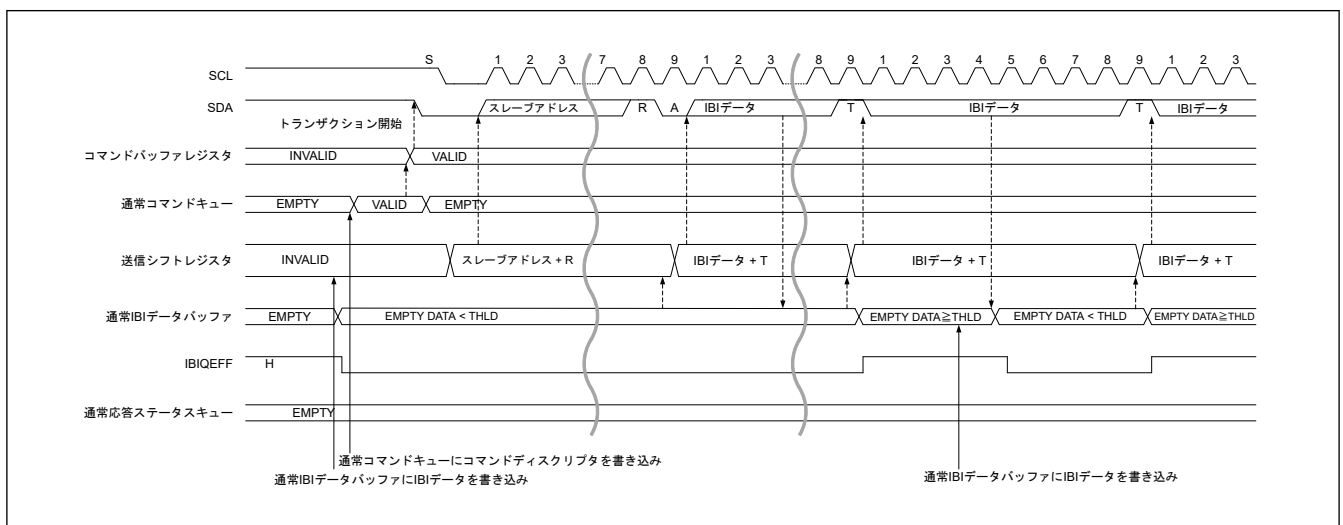 S 1 2 3 7 8 9 1 2 3 8 9 1 2 3 4 5 6 7 8 9 1 2 3
SCL
SDA スレーブアドレス R A IBIデータ T IBIデータ T IBIデータ
トランザクション開始
コマンドバッファレジスタ INVALID VALID
通常コマンドキュー EMPTY VALID EMPTY
送信シフトレジスタ INVALID スレーブアドレス + R IBIデータ + T IBIデータ + T IBIデータ + T
通常IBIデータバッファ EMPTY EMPTY DATA < THLD EMPTY DATA≧THLD EMPTY DATA < THLD EMPTY DATA≧THLD
IBIQEFF H
通常応答ステータスキュー EMPTY
通常コマンドキューにコマンドディスクリプタを書き込み
通常IBIデータバッファにIBIデータを書き込み 通常IBIデータバッファにIBIデータを書き込み